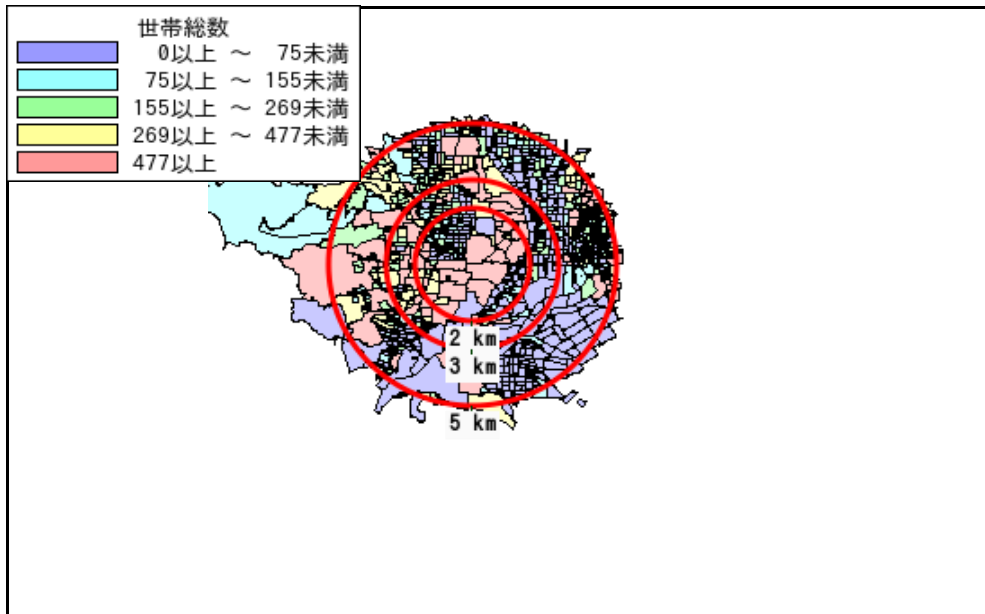 世帯総数
0以上 ～ 75未満
75以上 ～ 155未満
155以上 ～ 269未満
269以上 ～ 477未満
477以上
2 km
3 km
5 km